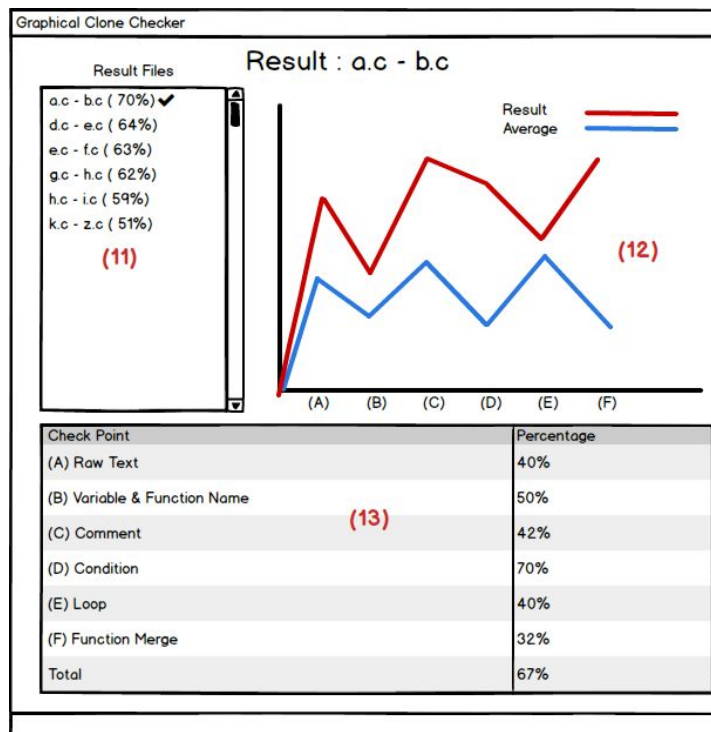 Graphical Clone Checker
Result : a.c - b.c
Result Files
a.c - b.c ( 70%) ✔
d.c - e.c ( 64%)
e.c - f.c ( 63%)
g.c - h.c ( 62%)
h.c - i.c ( 59%)
k.c - z.c ( 51%)
(11)
Result
Average
(12)
(A) (B) (C) (D) (E) (F)
Check Point Percentage
(A) Raw Text 40%
(B) Variable & Function Name 50%
(13)
(C) Comment 42%
(D) Condition 70%
(E) Loop 40%
(F) Function Merge 32%
Total 67%